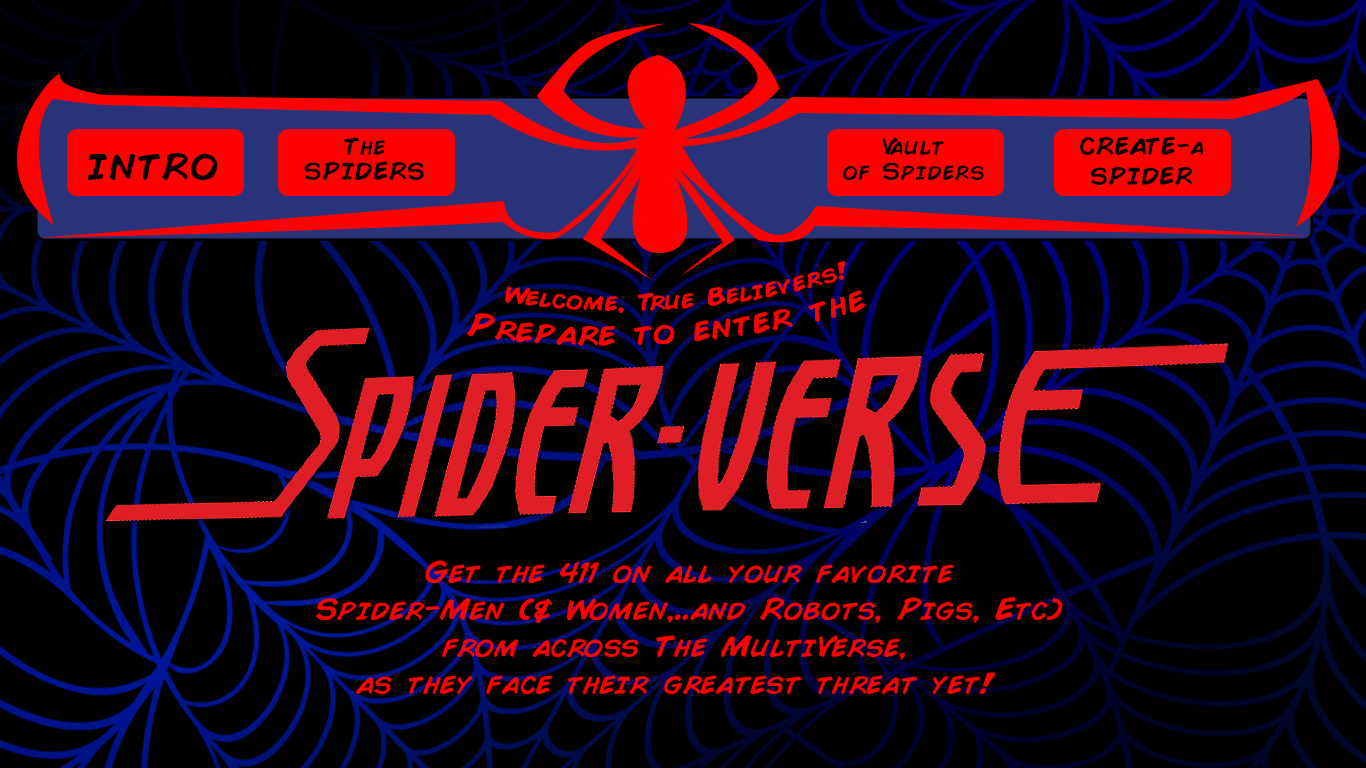 INTRO
THE
SPIDERS
VAULT
OF SPIDERS
CREATE-A
SPIDER
WELCOME, TRUE BELIEVERS!
PREPARE TO ENTER THE
SPIDER-VERSE
GET THE 411 ON ALL YOUR FAVORITE
SPIDER-MEN (& WOMEN,...AND ROBOTS, PIGS, ETC)
FROM ACROSS THE MULTIVERSE,
AS THEY FACE THEIR GREATEST THREAT YET!